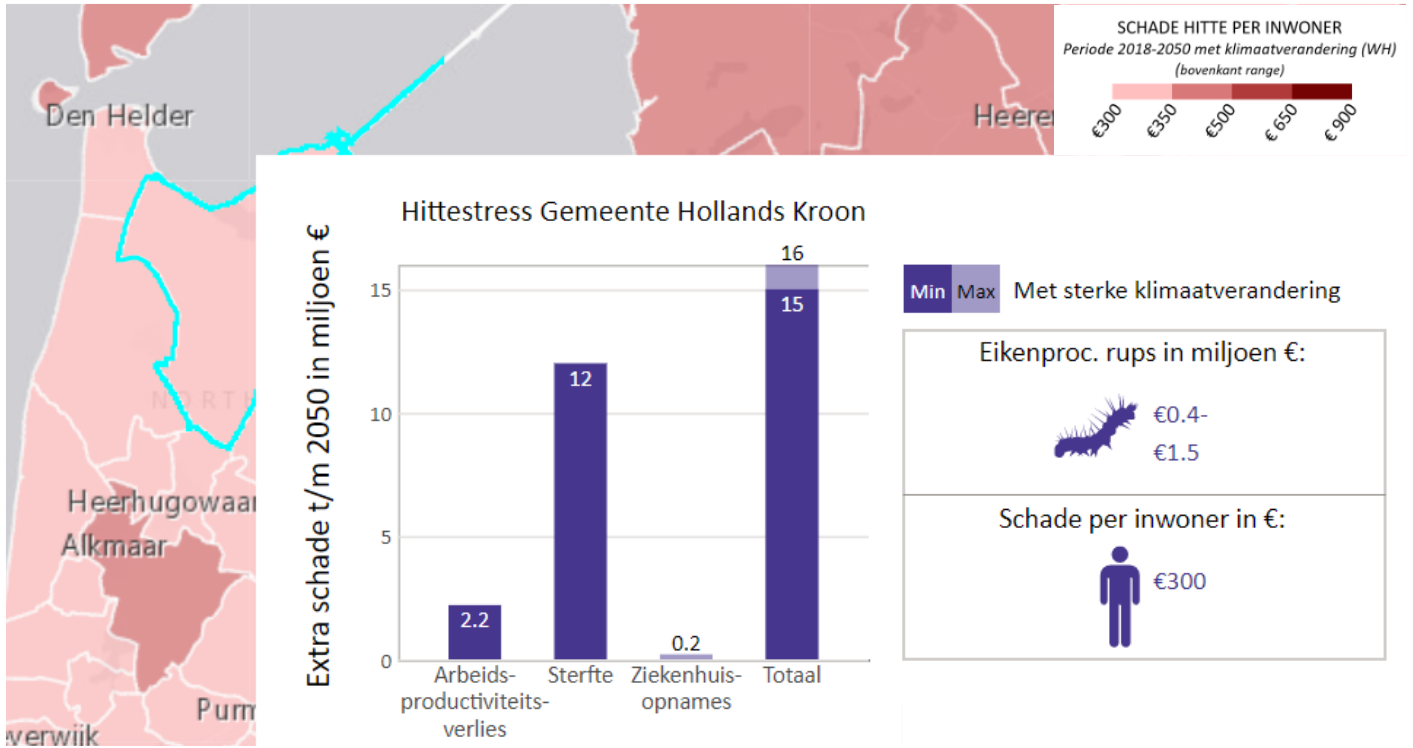 SCHADE HITTE PER INWONER
Periode 2018-2050 met klimaatverandering (WH)
(bovenkant range)
€300
€350
€500
€ 650
€ 900
Den Helder
Heeren
NORTH
Heerhugowaar
Alkmaar
Purm
verwijk
Hittestress Gemeente Hollands Kroon
Extra schade t/m 2050 in miljoen €
15
10
5
0
2.2
12
0.2
16
15
Arbeids-
productiviteits-
verlies
Sterfte
Ziekenhuis-
opnames
Totaal
Min Max Met sterke klimaatverandering
Eikenproc. rups in miljoen €:
€0.4-
€1.5
Schade per inwoner in €:
€300